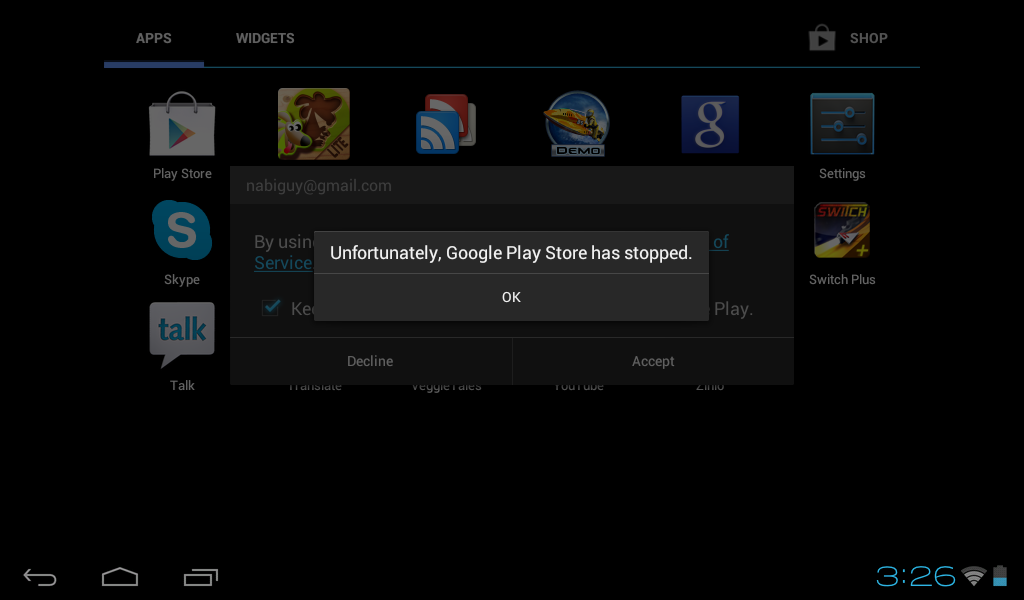 APPS
WIDGETS
SHOP
LITE
DEMO
g
Play Store
Settings
nabiguy@gmail.com
By using
of
Service
Unfortunately, Google Play Store has stopped.
OK
Play.
Decline
Accept
S
Skype
SWITCH
Switch Plus
talk
Talk
Translate
VeggieTales
YouTube
Zinio
3:26